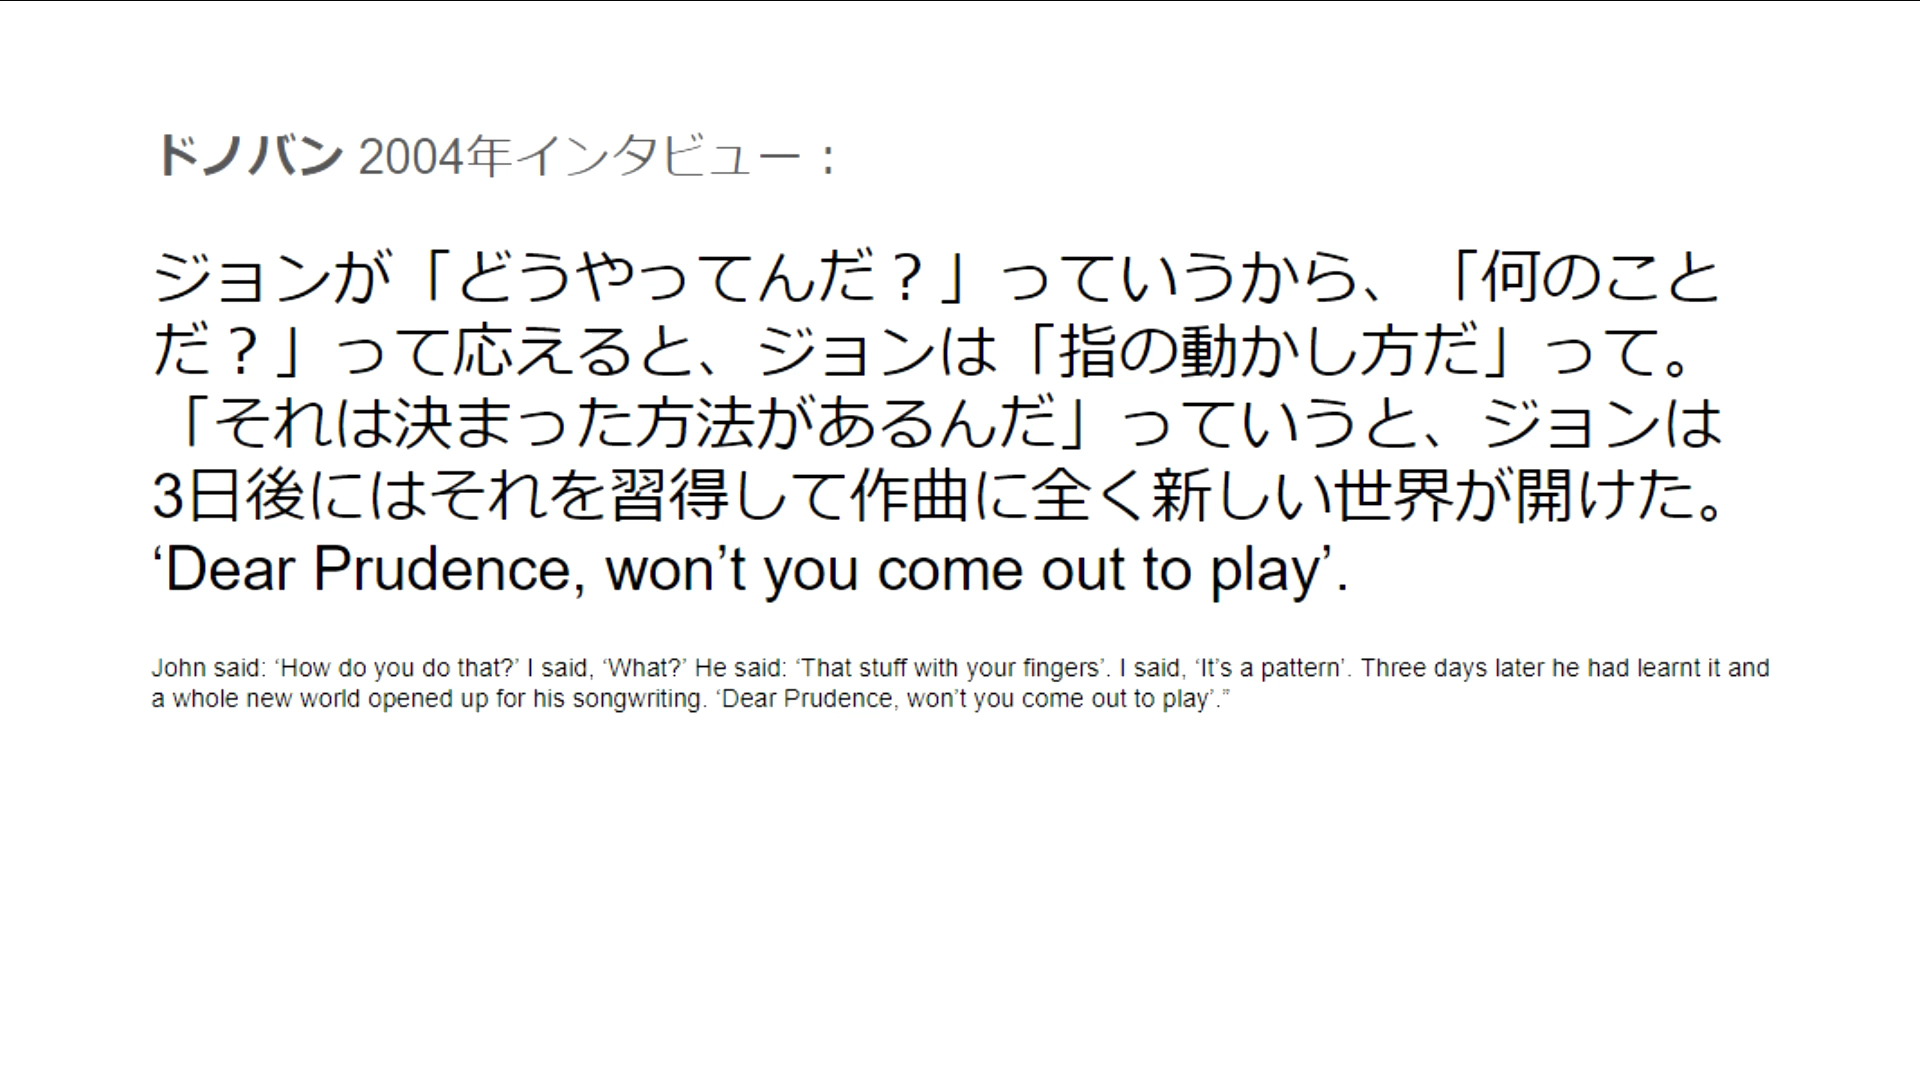 ドノバン 2004年インタビュー：
ジョンが「どうやってんだ？」っていうから、「何のこと
だ？」って応えると、ジョンは「指の動かし方だ」って。
「それは決まった方法があるんだ」っていうと、ジョンは
3日後にはそれを習得して作曲に全く新しい世界が開けた。
‘Dear Prudence, won’t you come out to play’.
John said: ‘How do you do that?’ I said, ‘What?’ He said: ‘That stuff with your fingers’. I said, ‘It’s a pattern’. Three days later he had learnt it and
a whole new world opened up for his songwriting. ‘Dear Prudence, won’t you come out to play’.”